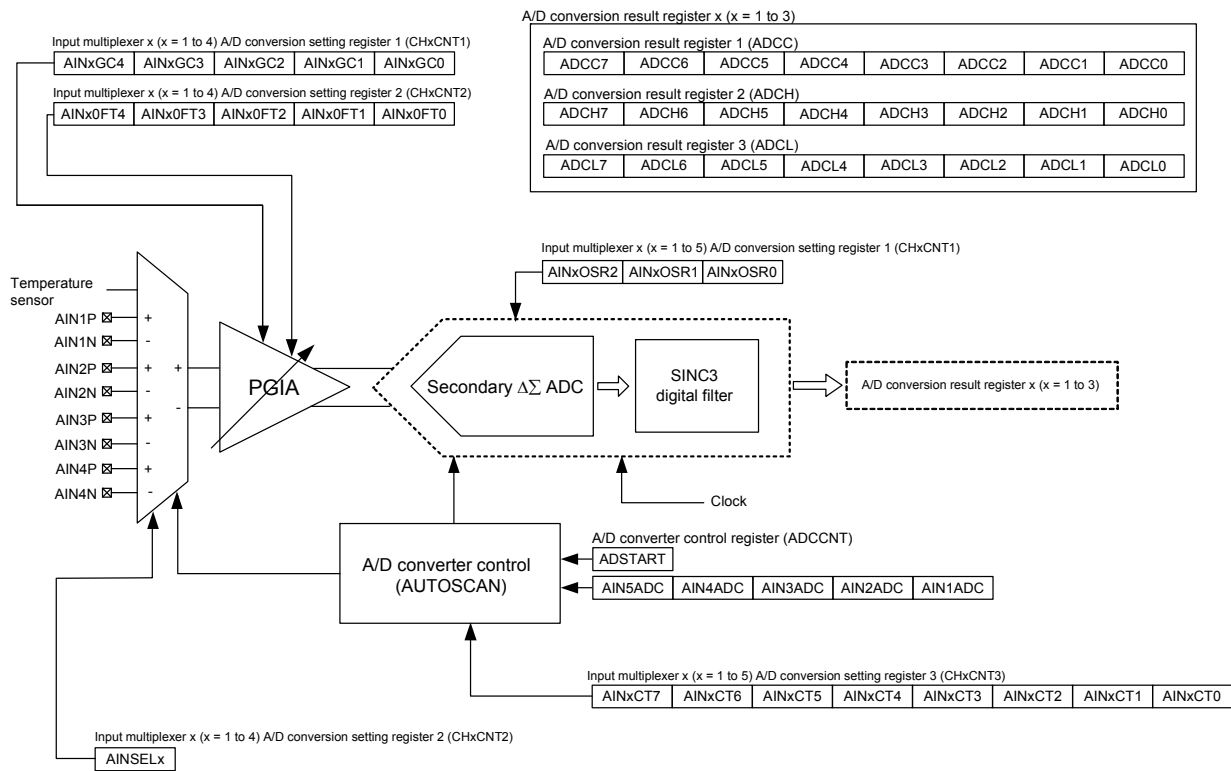 Input multiplexer x (x = 1 to 4) A/D conversion setting register 1 (CHxCNT1)
AINxGC4 AINxGC3 AINxGC2 AINxGC1 AINxGC0
Input multiplexer x (x = 1 to 4) A/D conversion setting register 2 (CHxCNT2)
AINx0FT4 AINx0FT3 AINx0FT2 AINx0FT1 AINx0FT0
A/D conversion result register x (x = 1 to 3)
A/D conversion result register 1 (ADCC)
ADCC7 ADCC6 ADCC5 ADCC4 ADCC3 ADCC2 ADCC1 ADCC0
A/D conversion result register 2 (ADCH)
ADCH7 ADCH6 ADCH5 ADCH4 ADCH3 ADCH2 ADCH1 ADCH0
A/D conversion result register 3 (ADCL)
ADCL7 ADCL6 ADCL5 ADCL4 ADCL3 ADCL2 ADCL1 ADCL0
Input multiplexer x (x = 1 to 5) A/D conversion setting register 1 (CHxCNT1)
AINxOSR2 AINxOSR1 AINxOSR0
Temperature
sensor
AIN1P +
AIN1N -
AIN2P + +
AIN2N -
AIN3P + -
AIN3N -
AIN4P +
AIN4N -
PGIA
Secondary ΔΣ ADC
SINC3
digital filter
A/D conversion result register x (x = 1 to 3)
Clock
A/D converter control
(AUTOSCAN)
A/D converter control register (ADCCNT)
ADSTART
AIN5ADC AIN4ADC AIN3ADC AIN2ADC AIN1ADC
Input multiplexer x (x = 1 to 5) A/D conversion setting register 3 (CHxCNT3)
AINxCT7 AINxCT6 AINxCT5 AINxCT4 AINxCT3 AINxCT2 AINxCT1 AINxCT0
Input multiplexer x (x = 1 to 4) A/D conversion setting register 2 (CHxCNT2)
AINSELx